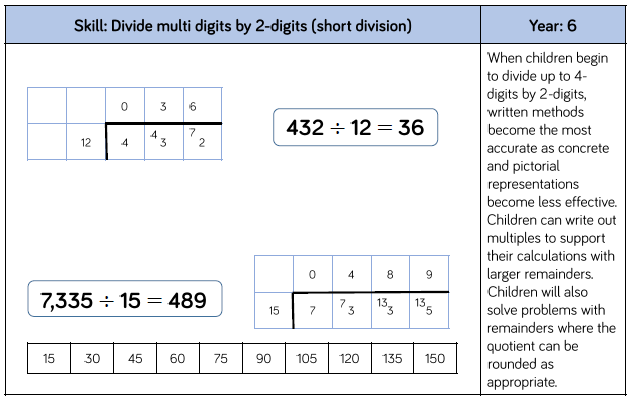 Skill: Divide multi digits by 2-digits (short division)
Year: 6
0 3 6
12 4 4 3 7 2
432 ÷ 12 = 36
7,335 ÷ 15 = 489
0 4 8 9
15 7 7 3 13 3 13 5
15 30 45 60 75 90 105 120 135 150
When children begin
to divide up to 4-
digits by 2-digits,
written methods
become the most
accurate as concrete
and pictorial
representations
become less effective.
Children can write out
multiples to support
their calculations with
larger remainders.
Children will also
solve problems with
remainders where the
quotient can be
rounded as
appropriate.